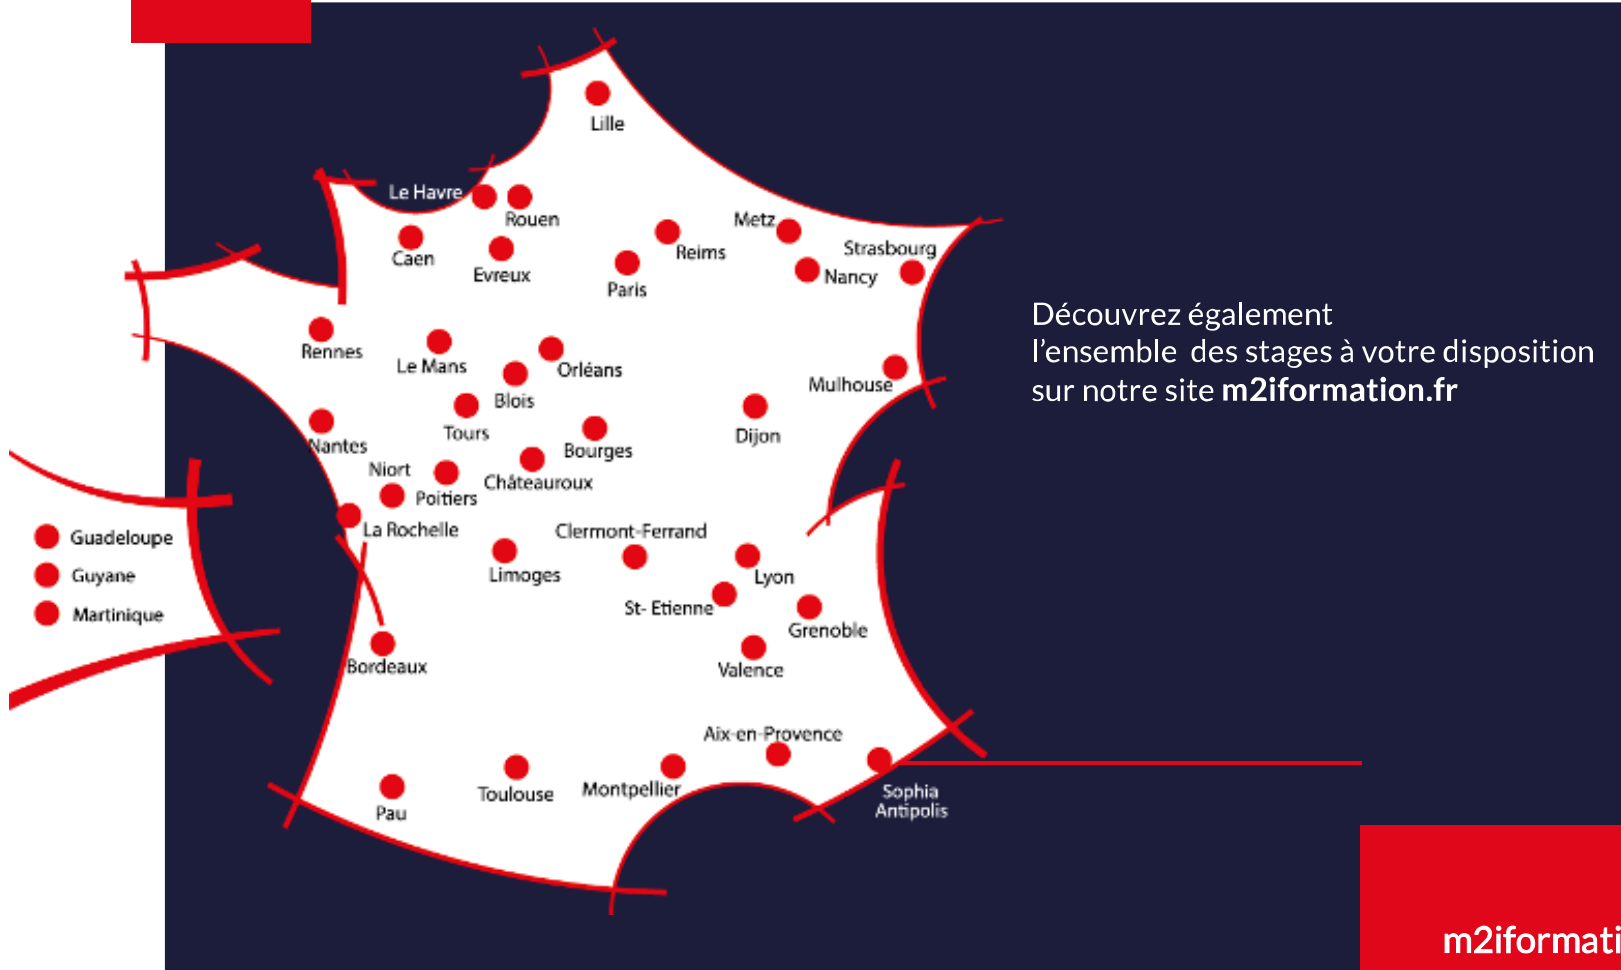 Lille
Le Havre
Rouen
Metz
Strasbourg
Caen
Evreux
Reims
Paris
Nancy
Découvrez également
l'ensemble  des stages à votre disposition
sur notre site m2iformation.fr
Rennes
Le Mans
Orléans
Blois
Mulhouse
Tours
Dijon
Nantes
Bourges
Niort
Châteauroux
Poitiers
La Rochelle
Clermont-Ferrand
Guadeloupe
Guyane
Martinique
Limoges
Lyon
St- Etienne
Grenoble
Bordeaux
Valence
Aix-en-Provence
Montpellier
Toulouse
Pau
Sophia
Antipolis
m2iformati